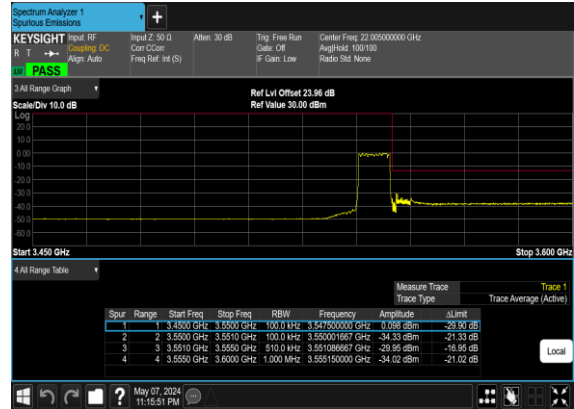 Spectrum Analyzer 1
Spurious Emissions
KEYSIGHT Input: RF Input Z: 50 Ω Atten: 30 dB Trig: Free Run Center Freq: 22.005000000 GHz
R T Coupling: DC Corr CCorr Gate: Off Avg|Hold: 100/100
Align: Auto Freq Ref: Int (S) IF Gain: Low Radio Std: None
LM PASS
3 All Range Graph
Ref Lvl Offset 23.96 dB
Scale/Div 10.0 dB Ref Value 30.00 dBm
Log
20.0
10.0
0.00
-10.0
-20.0
-30.0
-40.0
-50.0
-60.0
Start 3.450 GHz Stop 3.600 GHz
4 All Range Table
Measure Trace Trace 1
Trace Type Trace Average (Active)
Spur Range Start Freq Stop Freq RBW Frequency Amplitude ΔLimit
1 1 3.4500 GHz 3.5500 GHz 100.0 kHz 3.547500000 GHz 0.098 dBm -29.90 dB
2 2 3.5500 GHz 3.5510 GHz 100.0 kHz 3.550001667 GHz -34.33 dBm -21.33 dB
3 3 3.5510 GHz 3.5550 GHz 510.0 kHz 3.551086667 GHz -29.95 dBm -16.95 dB
4 4 3.5550 GHz 3.6000 GHz 1.000 MHz 3.555150000 GHz -34.02 dBm -21.02 dB
Local
? May 07, 2024
11:15:51 PM